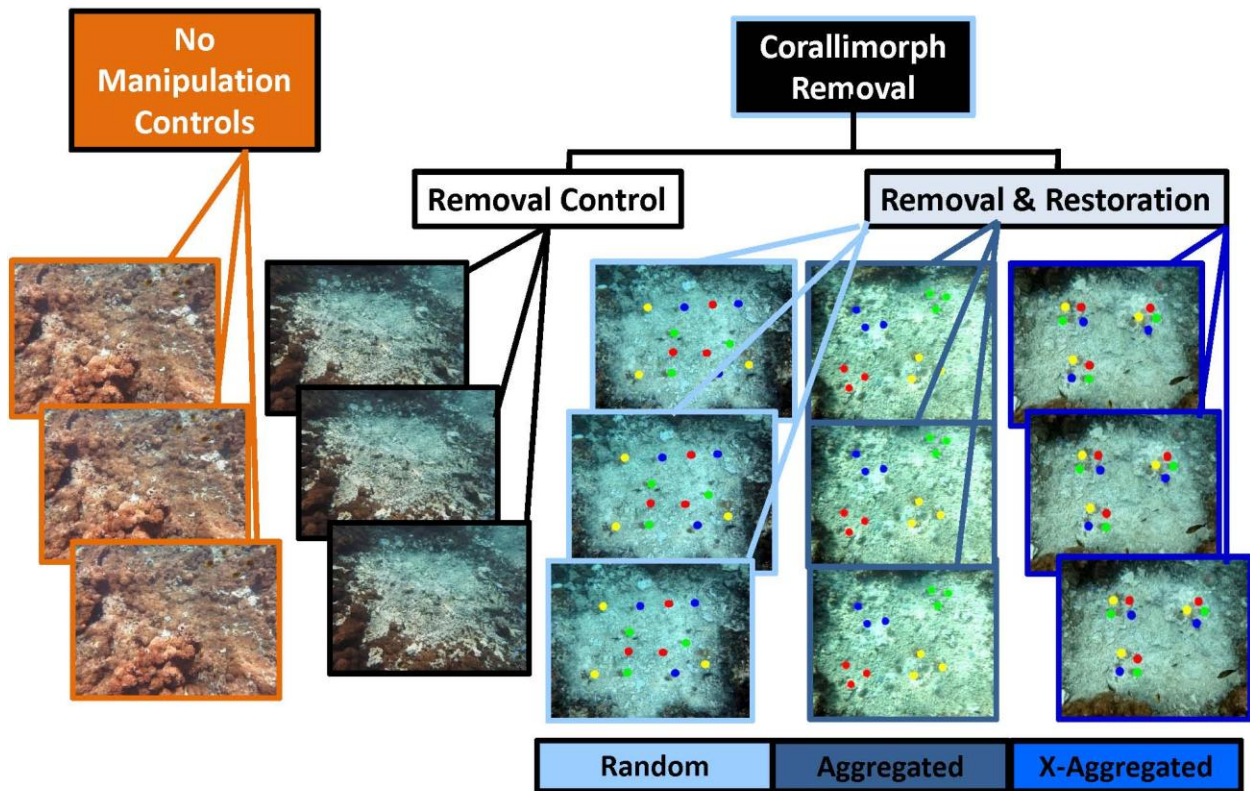 No
Manipulation
Controls
Corallimorph
Removal
Removal Control
Removal & Restoration
Random
Aggregated
X-Aggregated